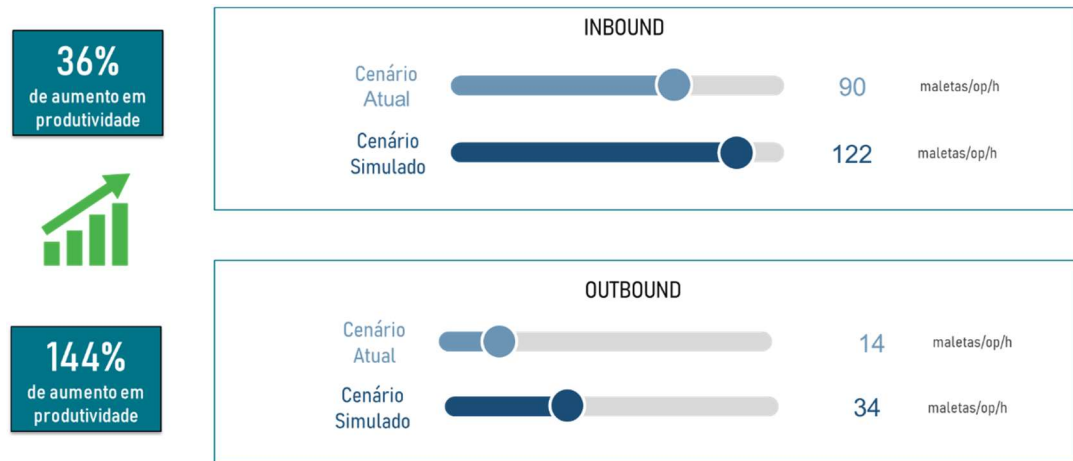 36%
de aumento em
produtividade
INBOUND
Cenário
Atual
90 maletas/op/h
Cenário
Simulado
122 maletas/op/h
144%
de aumento em
produtividade
OUTBOUND
Cenário
Atual
14 maletas/op/h
Cenário
Simulado
34 maletas/op/h